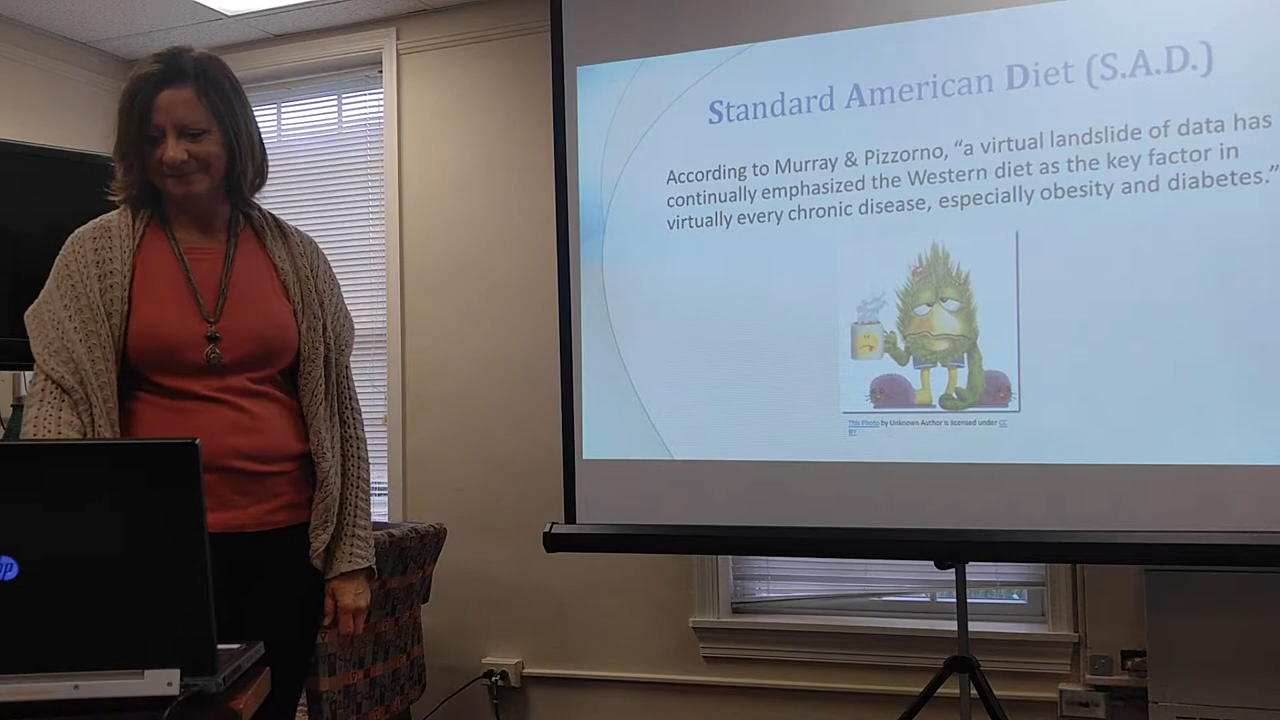 Standard American Diet (S.A.D.)
According to Murray & Pizzorno, “a virtual landslide of data has
continually emphasized the Western diet as the key factor in
virtually every chronic disease, especially obesity and diabetes.”
This Photo by Unknown Author is licensed under CC
BY
hp